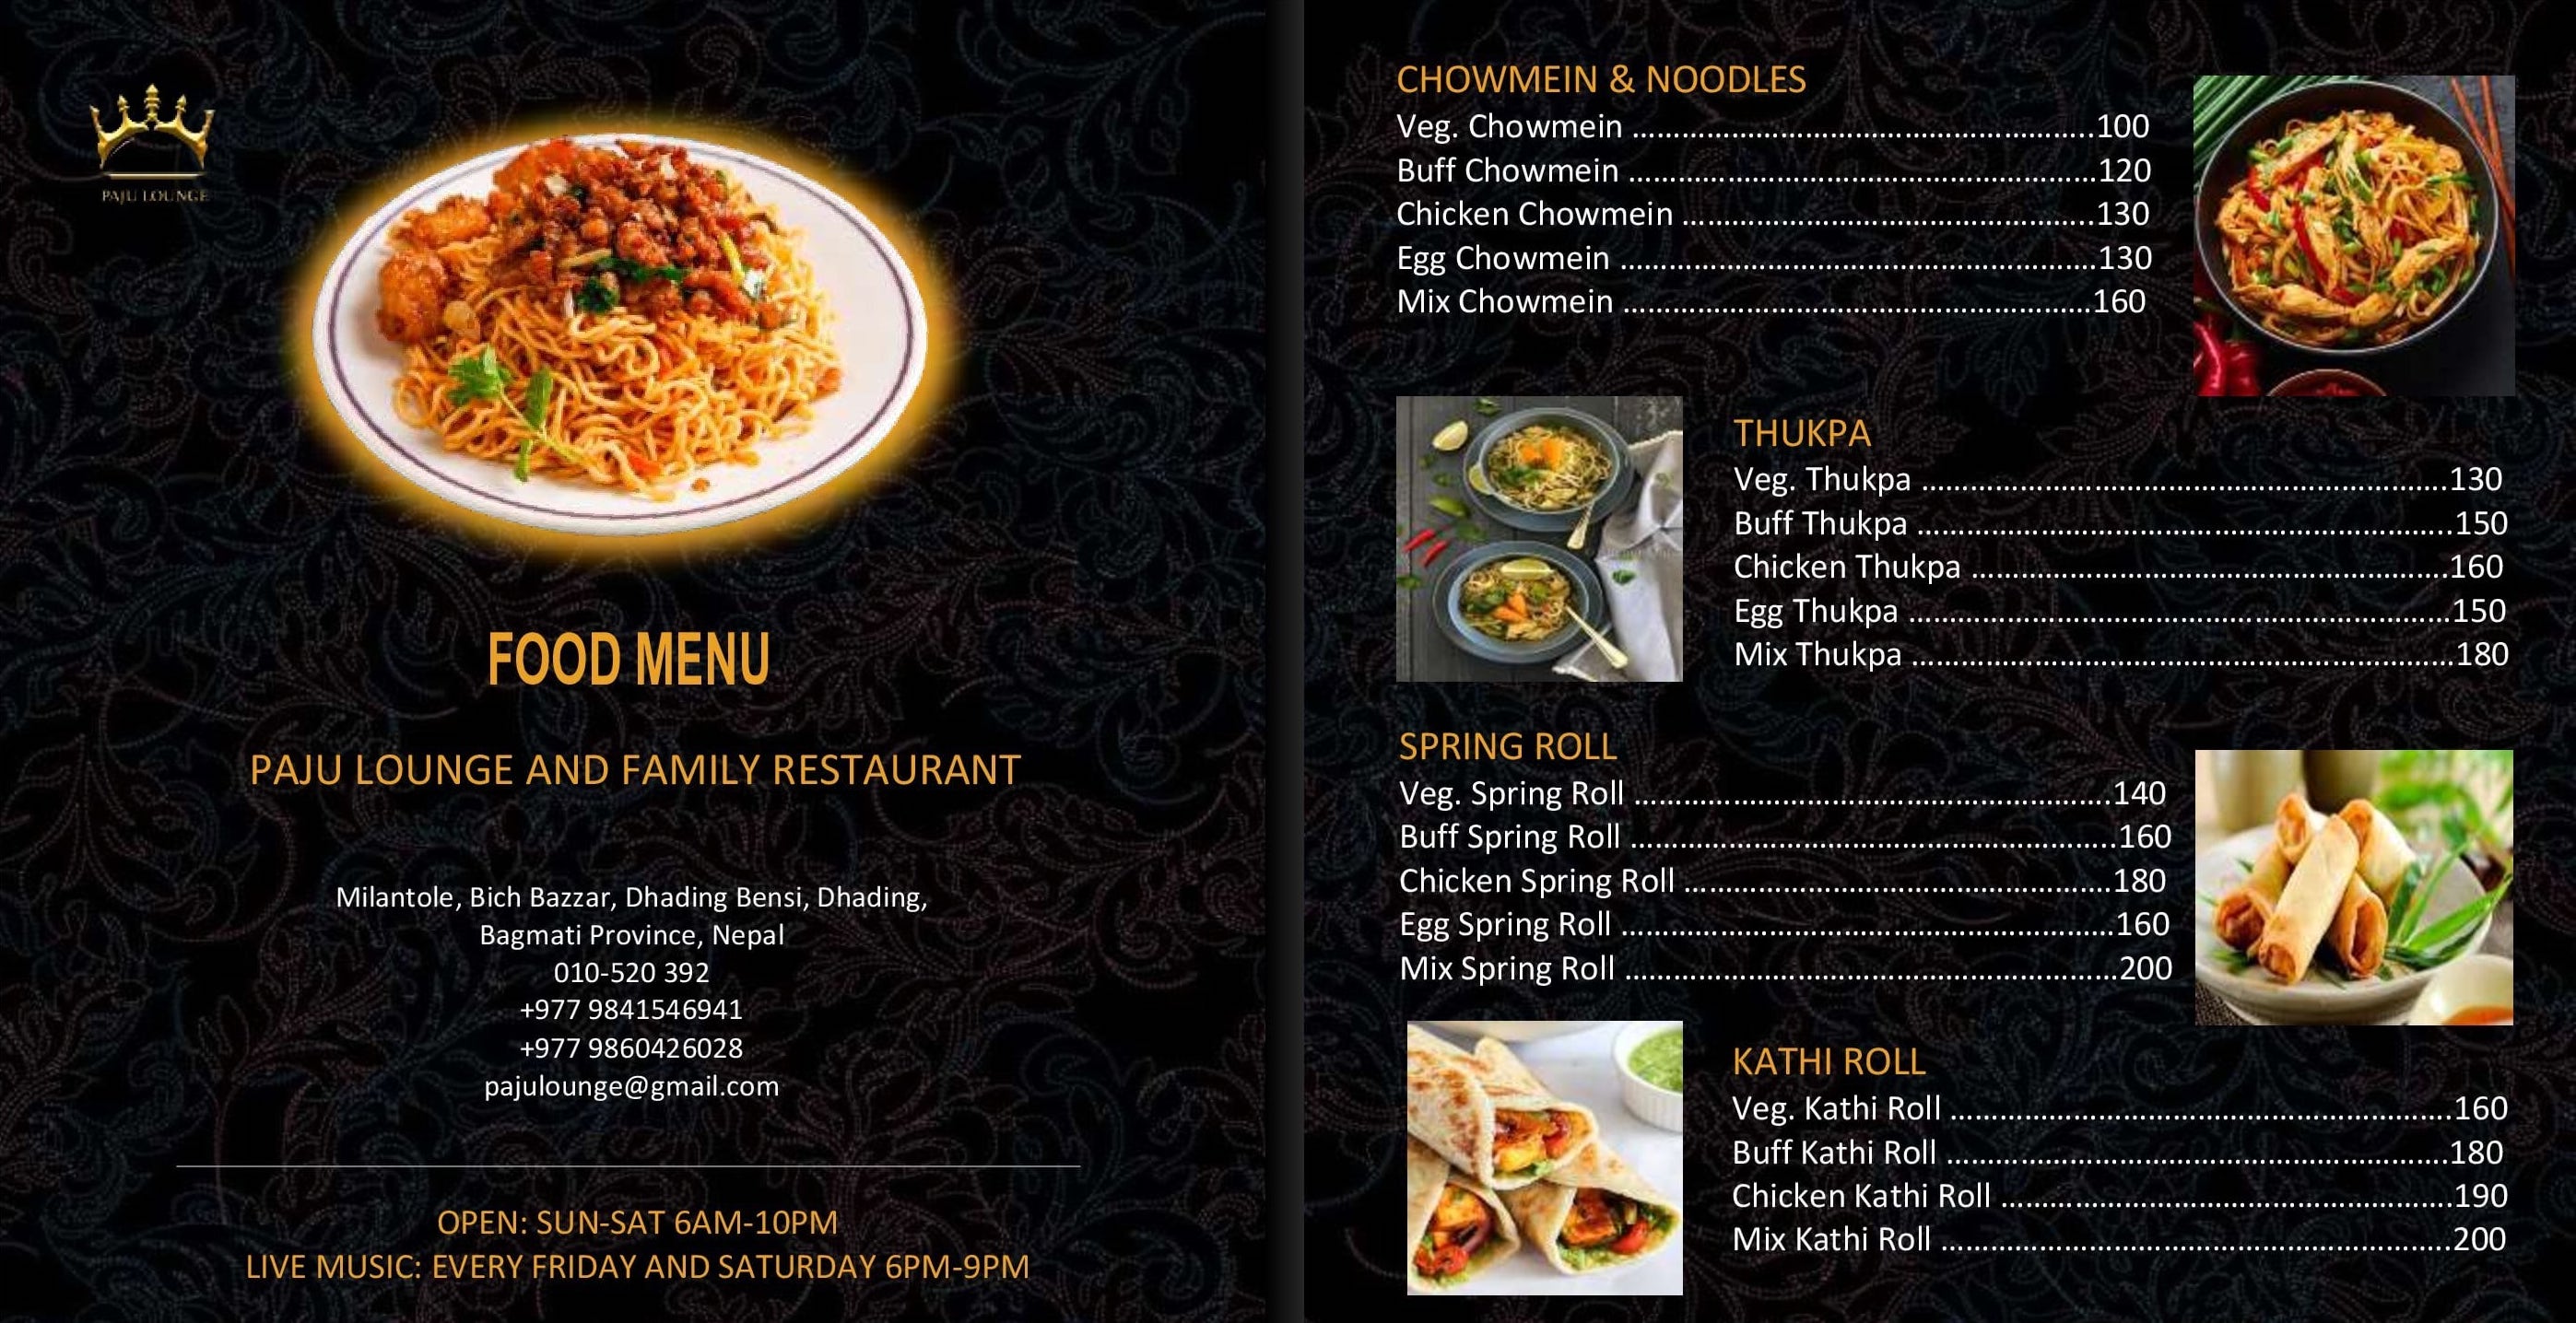 PAJU LOUNGE
FOOD MENU
PAJU LOUNGE AND FAMILY RESTAURANT
Milantole, Bich Bazzar, Dhading Bensi, Dhading,
Bagmati Province, Nepal
010-520 392
+977 9841546941
+977 9860426028
pajulounge@gmail.com
OPEN: SUN-SAT 6AM-10PM
LIVE MUSIC: EVERY FRIDAY AND SATURDAY 6PM-9PM
CHOWMEIN & NOODLES
Veg. Chowmein ........................................................100
Buff Chowmein ........................................................120
Chicken Chowmein ..................................................130
Egg Chowmein .........................................................130
Mix Chowmein ........................................................160
THUKPA
Veg. Thukpa ...............................................................130
Buff Thukpa ................................................................150
Chicken Thukpa .........................................................160
Egg Thukpa .................................................................150
Mix Thukpa .................................................................180
SPRING ROLL
Veg. Spring Roll .........................................................140
Buff Spring Roll ..........................................................160
Chicken Spring Roll ...................................................180
Egg Spring Roll ...........................................................160
Mix Spring Roll ...........................................................200
KATHI ROLL
Veg. Kathi Roll ............................................................160
Buff Kathi Roll ............................................................180
Chicken Kathi Roll ......................................................190
Mix Kathi Roll .............................................................200